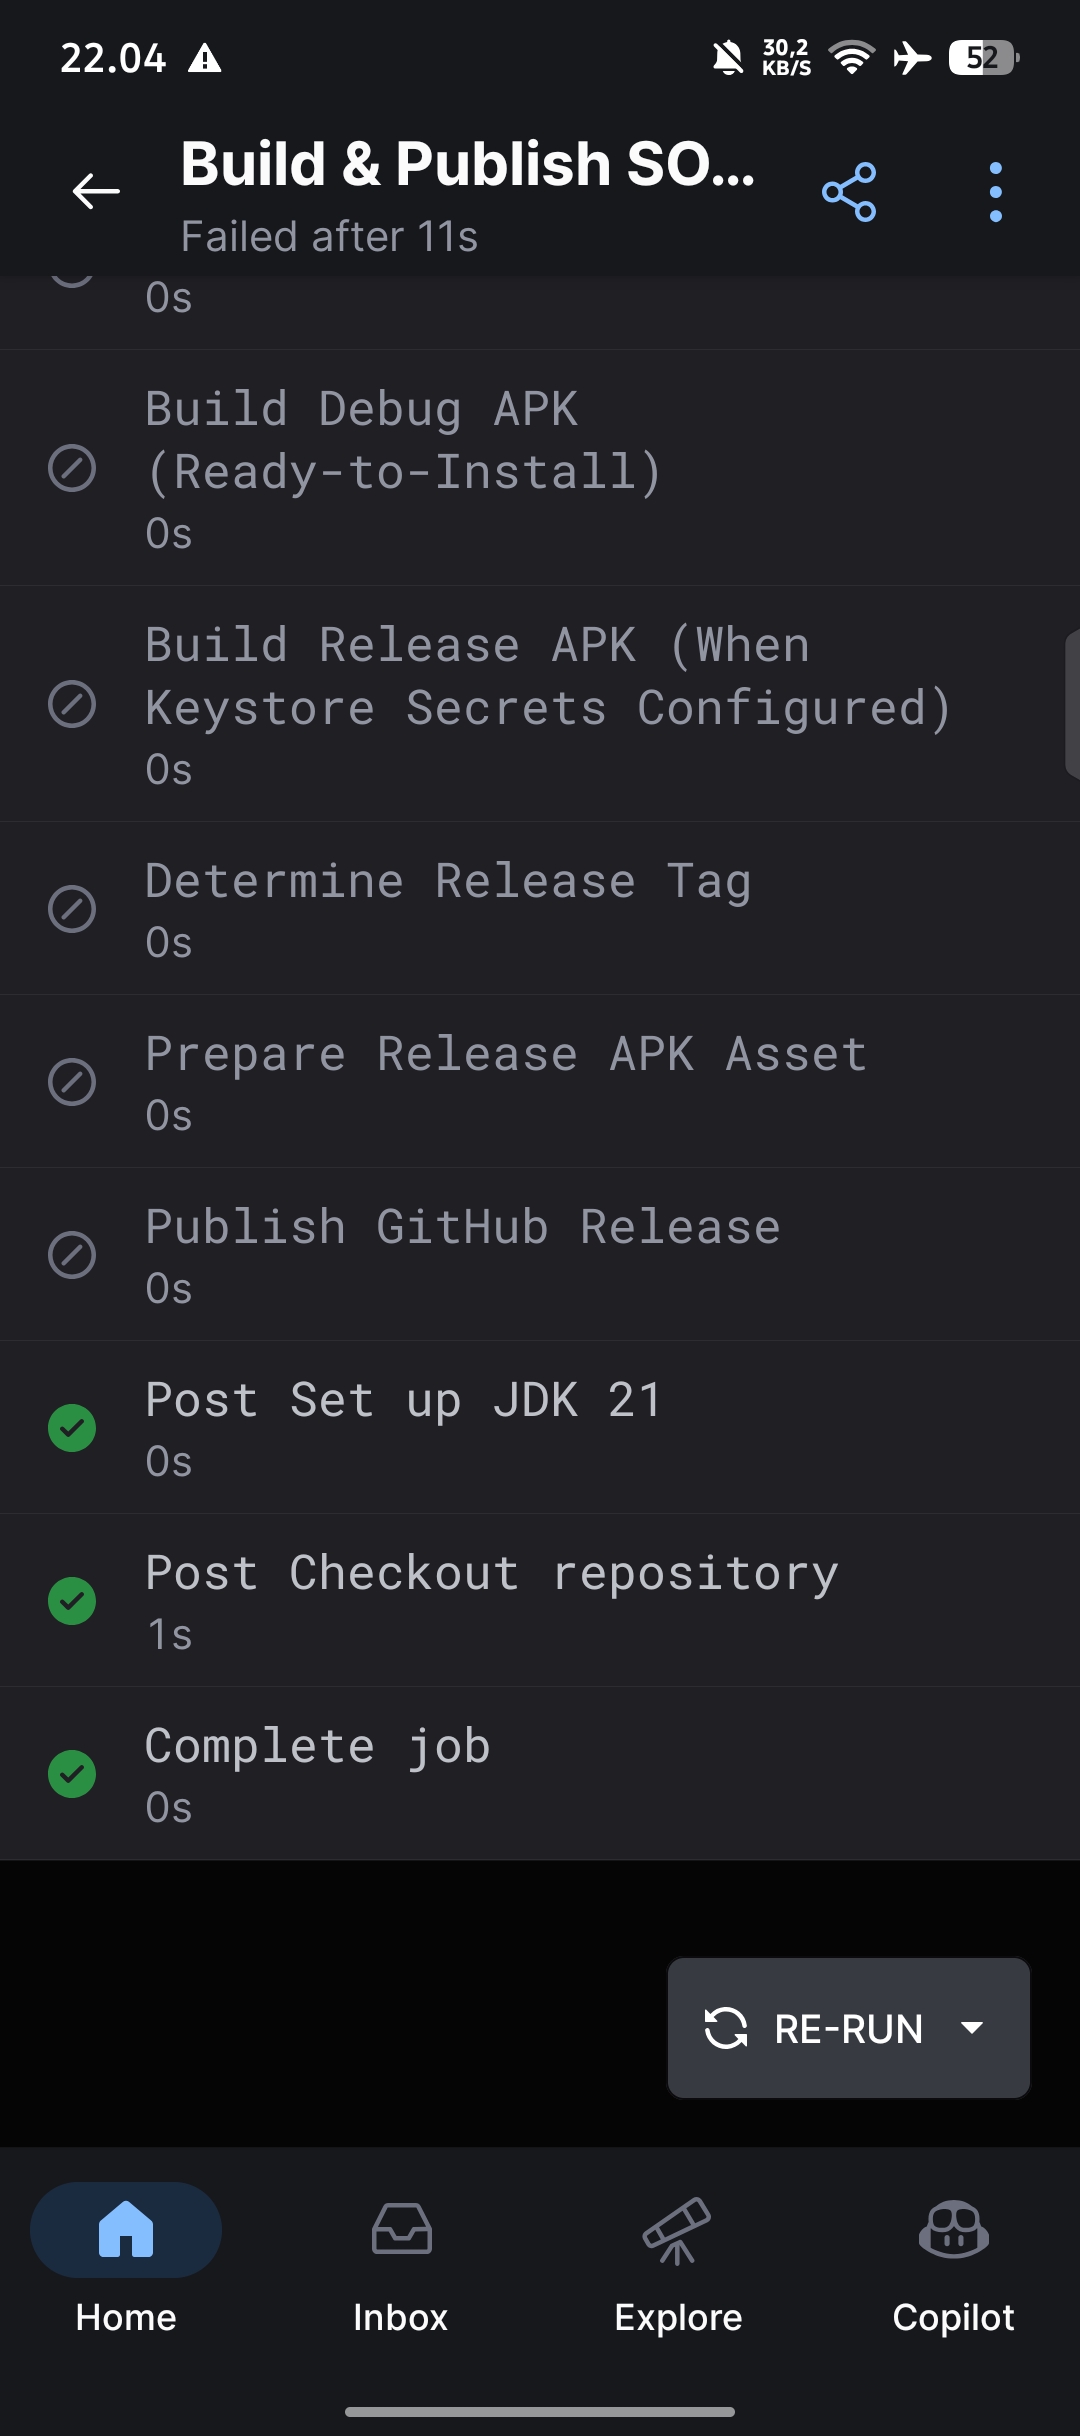 22.04
30,2
KB/S
52
Build & Publish SO...
Failed after 11s
0s
Build Debug APK
(Ready-to-Install)
0s
Build Release APK (When
Keystore Secrets Configured)
0s
Determine Release Tag
0s
Prepare Release APK Asset
0s
Publish GitHub Release
0s
Post Set up JDK 21
0s
Post Checkout repository
1s
Complete job
0s
RE-RUN
Home
Inbox
Explore
Copilot